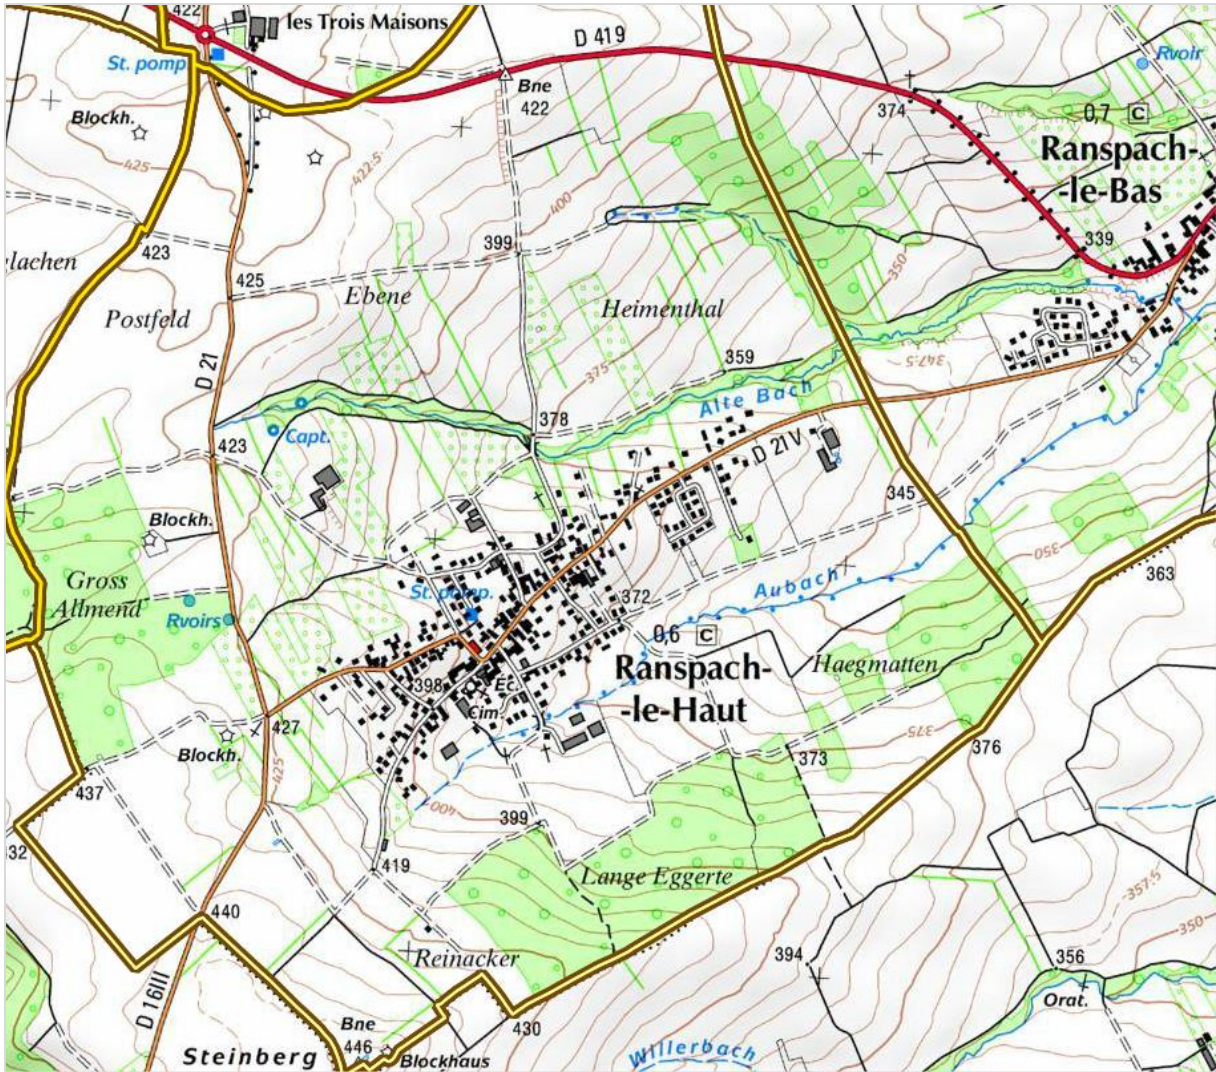 422
les Trois Maisons
D 419
St. pomp
Bne
422
Rvoir
Blockh.
374
0,7 C
Ranspach-
-le-Bas
425
422.5
400
399
339
350
423
lachen
425
Ebene
Heimenthal
Postfeld
D 21
375
359
347.5
Alte Bach
378
Capt.
423
D 21 V
345
Blockh.
350
363
Gross
Allmend
Rvoirs
St. pomp.
372
Aubach
0,6 C
Ranspach-
-le-Haut
Haegmatten
398
Éc.
Cim.
427
Blockh.
425
375
376
373
437
400
399
32
419
Lange Eggerte
357.5
440
350
394
356
Reinacker
Orat.
D 16III
430
Bne
446
Steinberg
Blockhaus
Willerbach